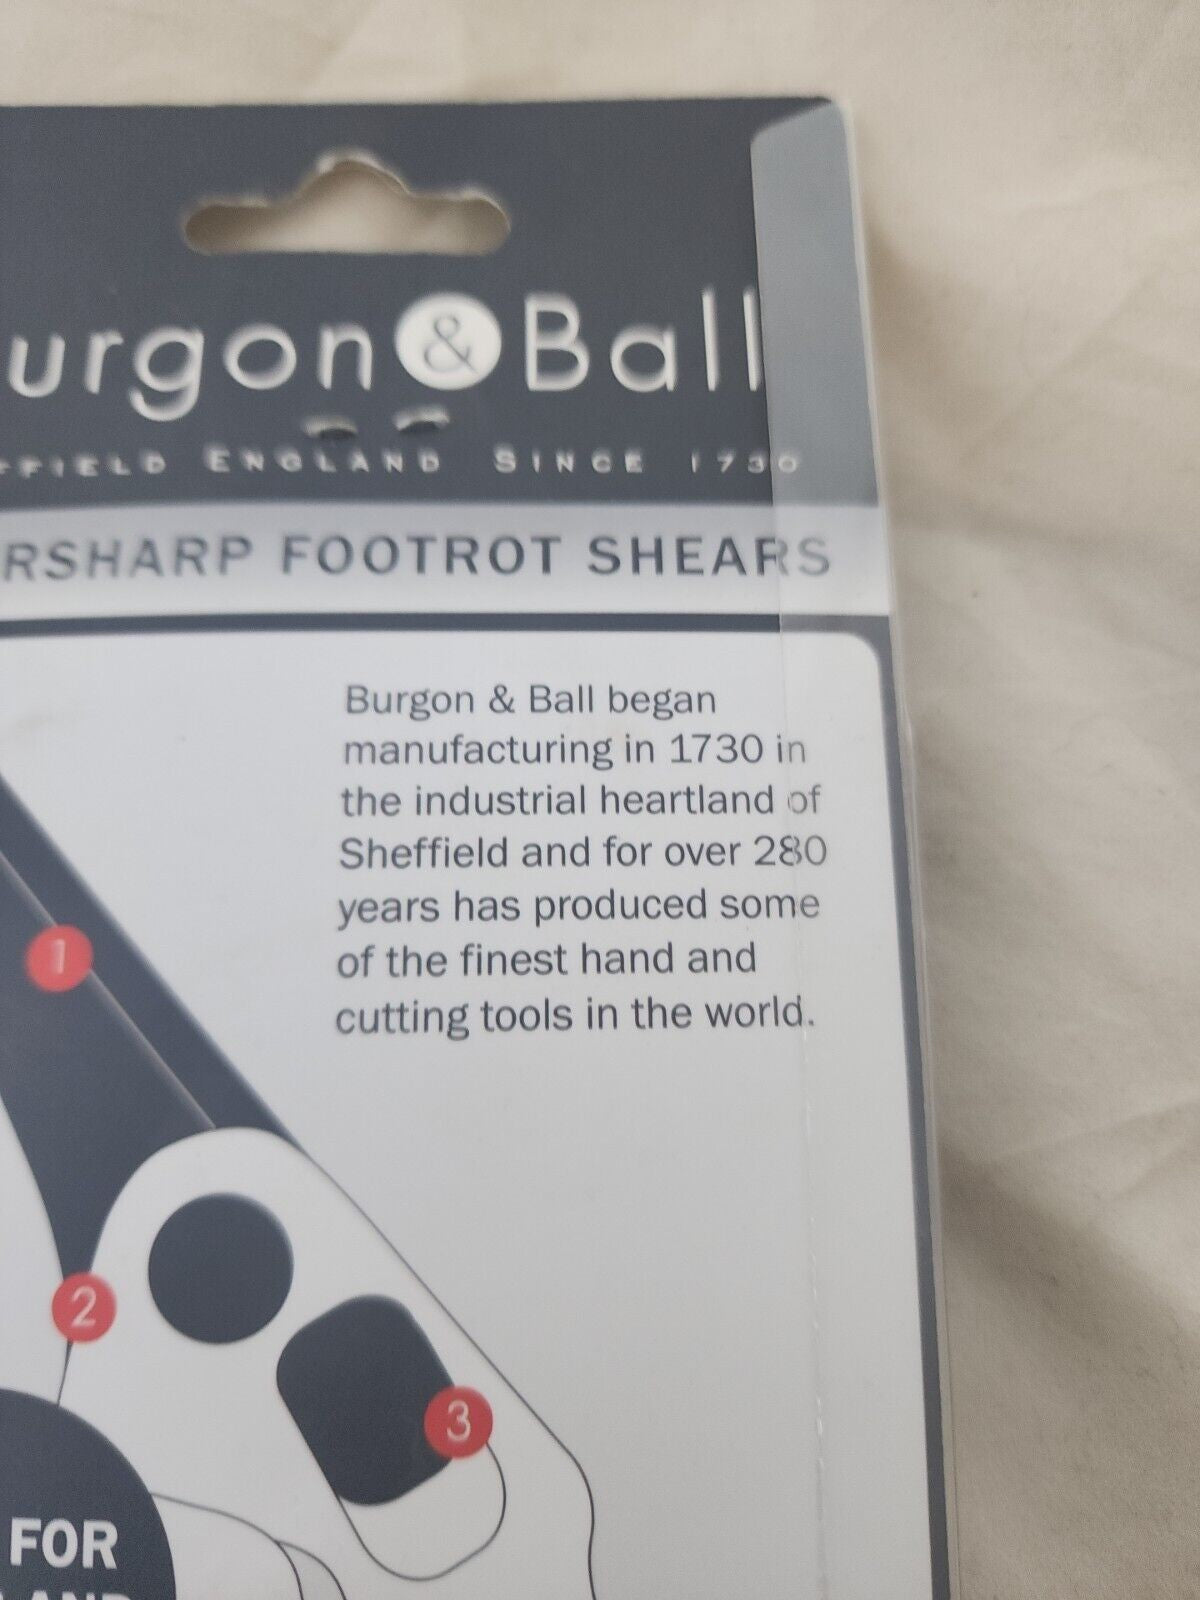 urgon & Ball
FFIELD ENGLAND SINCE 1730
RSHARP FOOTROT SHEARS
Burgon & Ball began
manufacturing in 1730 in
the industrial heartland of
Sheffield and for over 280
years has produced some
of the finest hand and
cutting tools in the world.
1
2
3
FOR